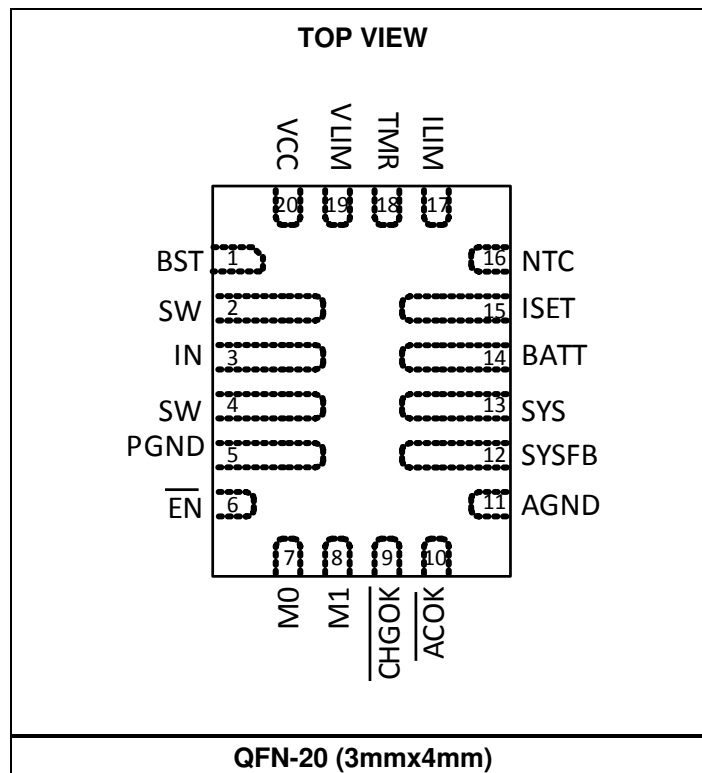 TOP VIEW
VCC
VLIM
TMR
ILIM
20
19
18
17
BST 1
16 NTC
SW 2
15 ISET
IN 3
14 BATT
SW 4
13 SYS
PGND 5
12 SYSFB
EN 6
11 AGND
7
8
9
10
M0
M1
CHGOK
ACOK
QFN-20 (3mmx4mm)